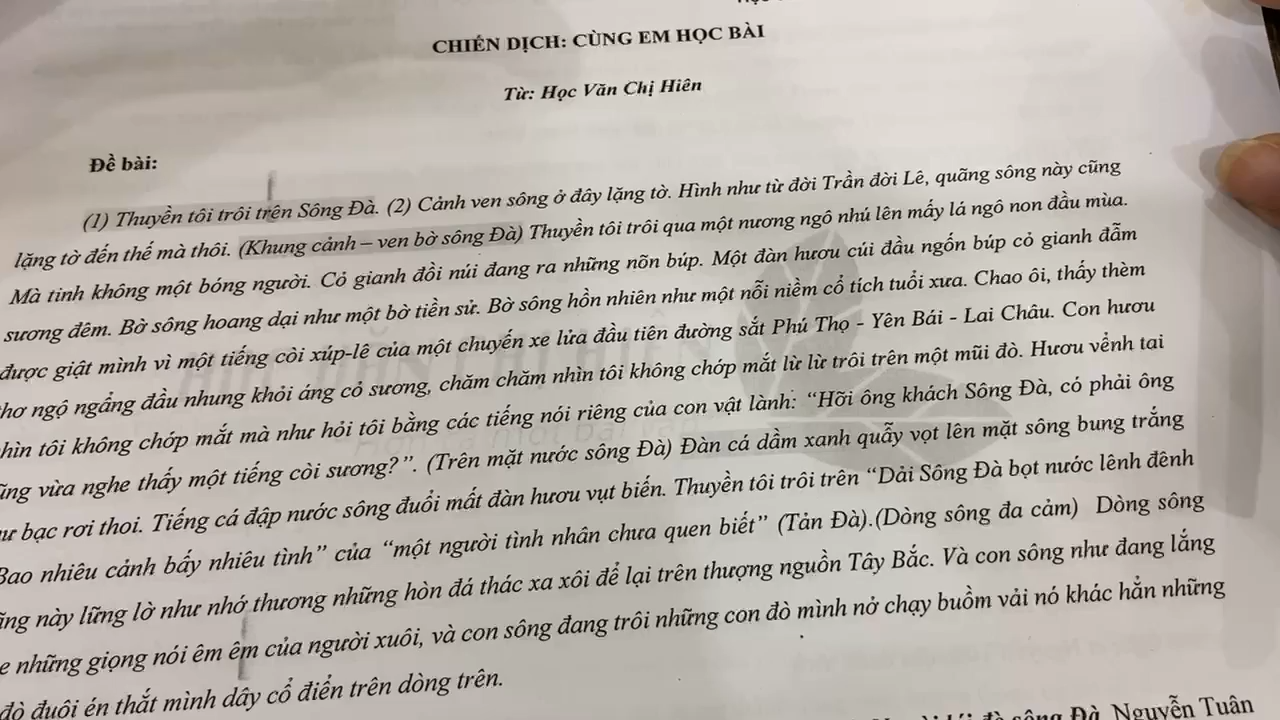 CHIẾN DỊCH: CÙNG EM HỌC BÀI
Từ: Học Văn Chị Hiên
Đề bài:
(1) Thuyền tôi trôi trên Sông Đà. (2) Cảnh ven sông ở đây lặng tờ. Hình như từ đời Trần đời Lê, quãng sông này cũng
lặng tờ đến thế mà thôi. (Khung cảnh – ven bờ sông Đà) Thuyền tôi trôi qua một nương ngô nhú lên mấy lá ngô non đầu mùa.
Mà tịnh không một bóng người. Cỏ gianh đồi núi đang ra những nõn búp. Một đàn hươu cúi đầu ngốn búp cỏ gianh đẫm
sương đêm. Bờ sông hoang dại như một bờ tiền sử. Bờ sông hồn nhiên như một nỗi niềm cổ tích tuổi xưa. Chao ôi, thấy thèm
được giật mình vì một tiếng còi xúp-lê của một chuyến xe lửa đầu tiên đường sắt Phú Thọ - Yên Bái - Lai Châu. Con hươu
thơ ngộ ngẩng đầu nhung khỏi áng cỏ sương, chăm chăm nhìn tôi không chớp mắt lừ lừ trôi trên một mũi đò. Hươu vểnh tai
nhìn tôi không chớp mắt mà như hỏi tôi bằng các tiếng nói riêng của con vật lành: “Hỡi ông khách Sông Đà, có phải ông
vừa nghe thấy một tiếng còi sương?”. (Trên mặt nước sông Đà) Đàn cá dầm xanh quẫy vọt lên mặt sông bung trắng
bạc rơi thoi. Tiếng cá đập nước sông đuổi mất đàn hươu vụt biến. Thuyền tôi trôi trên “Dải Sông Đà bọt nước lênh đênh
Bao nhiêu cảnh bấy nhiêu tình” của “một người tình nhân chưa quen biết” (Tản Đà).(Dòng sông đa cảm) Dòng sông
này lững lờ như nhớ thương những hòn đá thác xa xôi để lại trên thượng nguồn Tây Bắc. Và con sông như đang lắng
những giọng nói êm êm của người xuôi, và con sông đang trôi những con đò mình nở chạy buồm vải nó khác hẳn những
đò đuôi én thắt mình dây cổ điển trên dòng trên.
đò sông Đà, Nguyễn Tuân